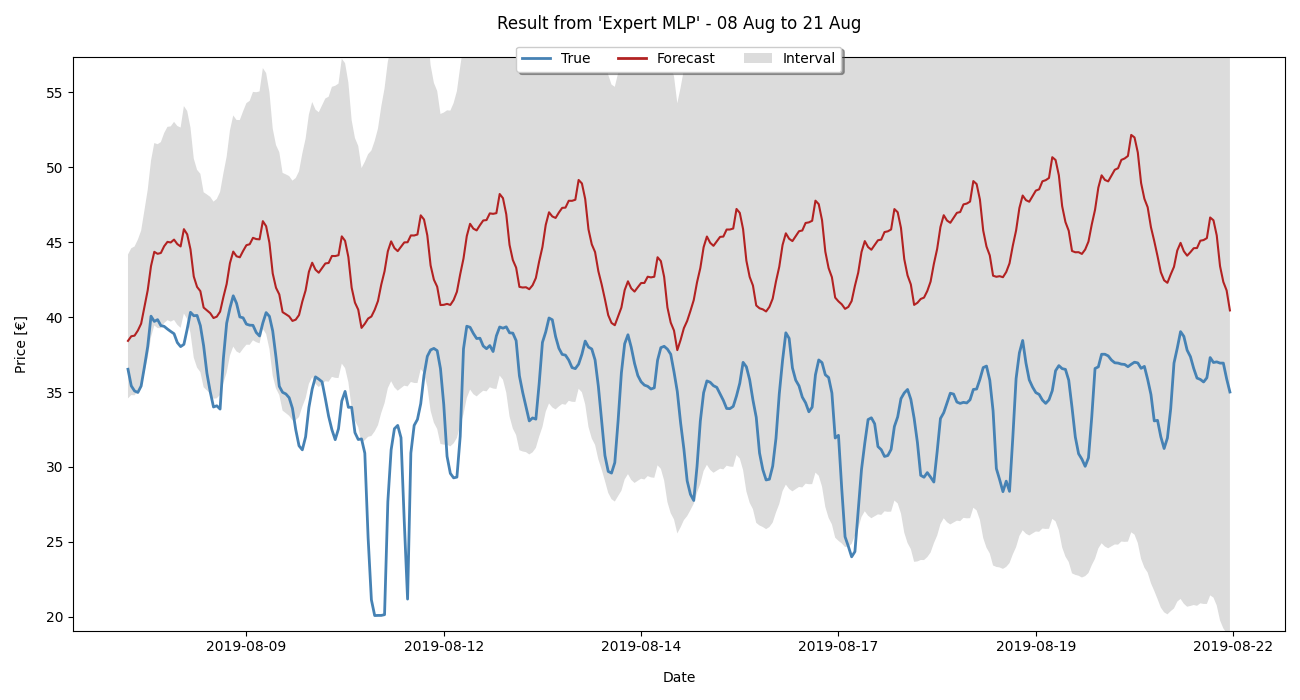 Result from 'Expert MLP' - 08 Aug to 21 Aug
True Forecast Interval
Price [€]
55
50
45
40
35
30
25
20
2019-08-09 2019-08-12 2019-08-14 2019-08-17 2019-08-19 2019-08-22
Date